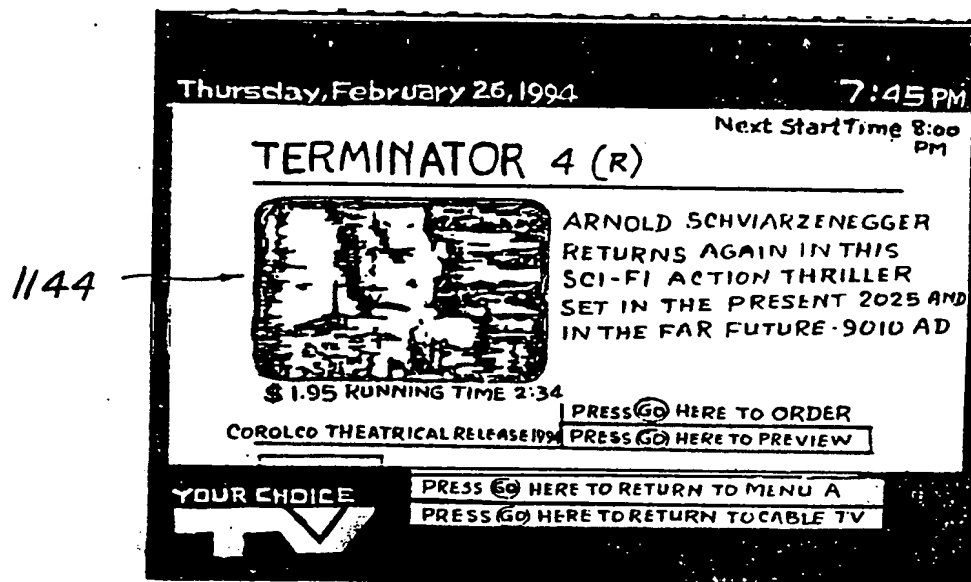 Thursday, February 26, 1994 7:45 PM
Next Start Time 8:00
PM
TERMINATOR 4 (R)
ARNOLD SCHVIARZENEGGER
RETURNS AGAIN IN THIS
SCI-FI ACTION THRILLER
SET IN THE PRESENT 2025 AND
IN THE FAR FUTURE-9010 AD
1144
$1.95 RUNNING TIME 2:34
PRESS GO HERE TO ORDER
COROLCO THEATRICAL RELEASE 1994
PRESS GO HERE TO PREVIEW
YOUR CHOICE
TV
PRESS GO HERE TO RETURN TO MENU A
PRESS GO HERE TO RETURN TO CABLE TV